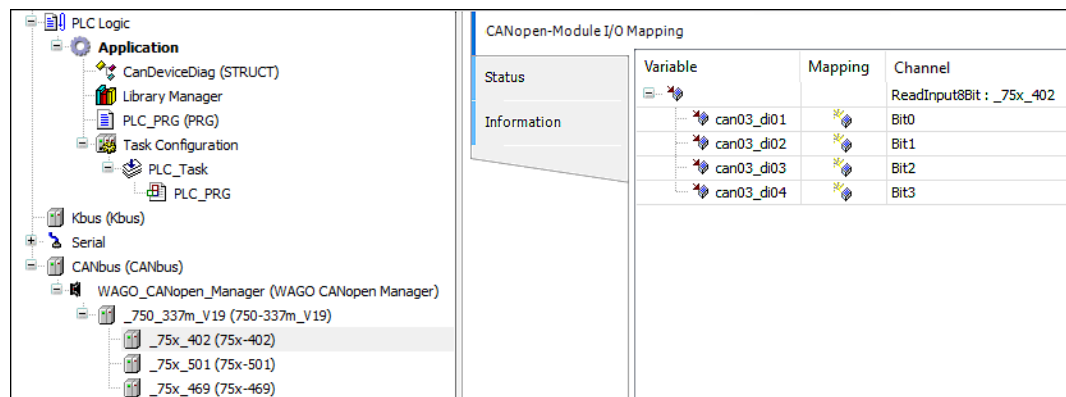 PLC Logic
Application
CanDeviceDiag (STRUCT)
Library Manager
PLC_PRG (PRG)
Task Configuration
PLC_Task
PLC_PRG
Kbus (Kbus)
Serial
CANbus (CANbus)
WAGO_CANopen_Manager (WAGO CANopen Manager)
_750_337m_V19 (750-337m_V19)
_75x_402 (75x-402)
_75x_501 (75x-501)
_75x_469 (75x-469)
CANopen-Module I/O Mapping
Status
Information
Variable Mapping Channel
ReadInput8Bit : _75x_402
can03_di01 Bit0
can03_di02 Bit1
can03_di03 Bit2
can03_di04 Bit3